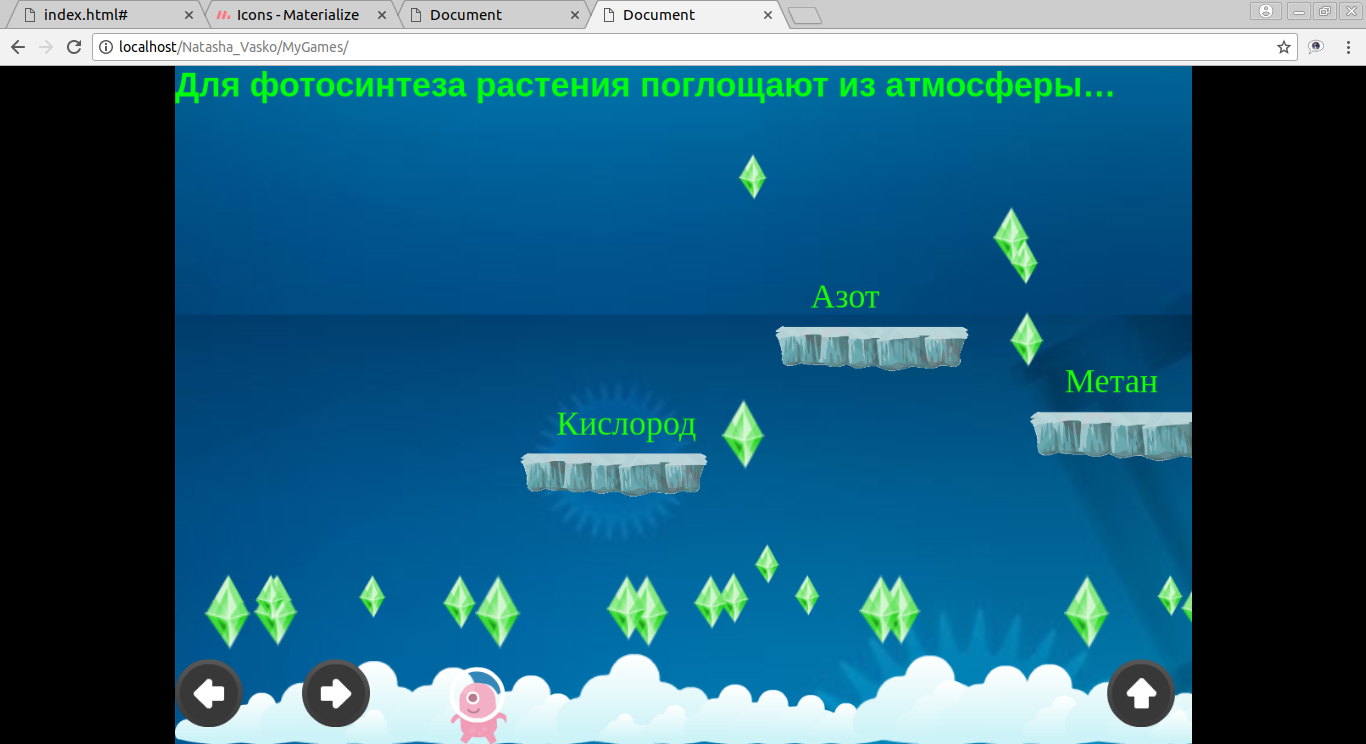 index.html#
Icons - Materialize
Document
Document
localhost/Natasha_Vasko/MyGames/
Для фотосинтеза растения поглощают из атмосферы...
Азот
Метан
Кислород